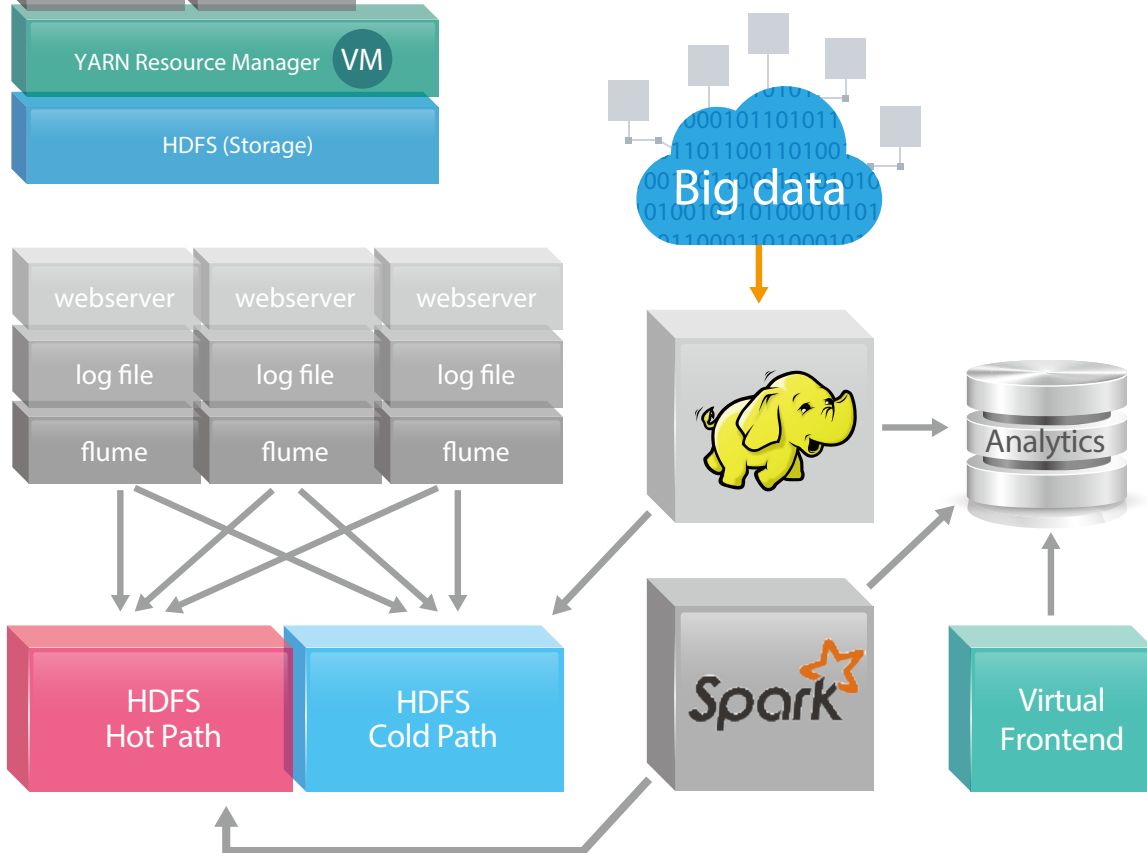 YARN Resource Manager
VM
HDFS (Storage)
Big data
webserver
webserver
webserver
log file
log file
log file
flume
flume
flume
Analytics
HDFS
Hot Path
HDFS
Cold Path
Spark
Virtual
Frontend